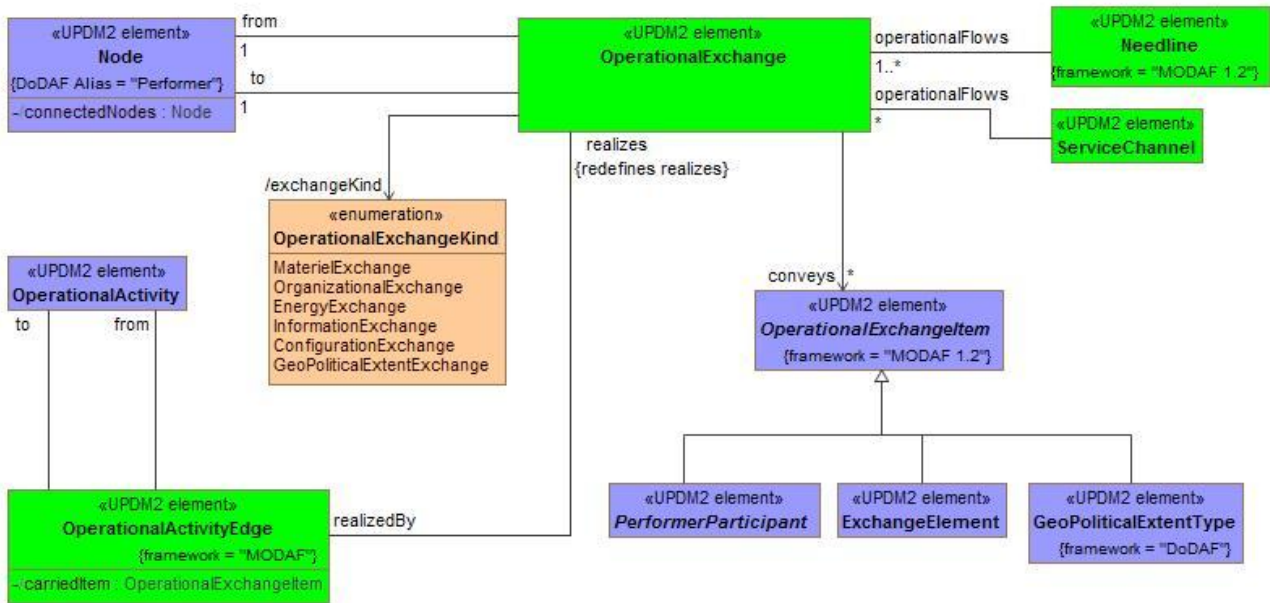 «UPDM2 element»
Node
{DoDAF Alias = "Performer"}
-/connectedNodes : Node
from
1
to
1
«UPDM2 element»
OperationalExchange
operationalFlows
1..*
operationalFlows
*
«UPDM2 element»
Needline
{framework = "MODAF 1.2"}
«UPDM2 element»
ServiceChannel
realizes
{redefines realizes}
/exchangeKind
«enumeration»
OperationalExchangeKind
MaterielExchange
OrganizationalExchange
EnergyExchange
InformationExchange
ConfigurationExchange
GeoPoliticalExtentExchange
«UPDM2 element»
OperationalActivity
to
from
conveys
*
«UPDM2 element»
OperationalExchangeItem
{framework = "MODAF 1.2"}
«UPDM2 element»
OperationalActivityEdge
{framework = "MODAF"}
-/carriedItem : OperationalExchangeItem
realizedBy
«UPDM2 element»
PerformerParticipant
«UPDM2 element»
ExchangeElement
«UPDM2 element»
GeoPoliticalExtentType
{framework = "DoDAF"}